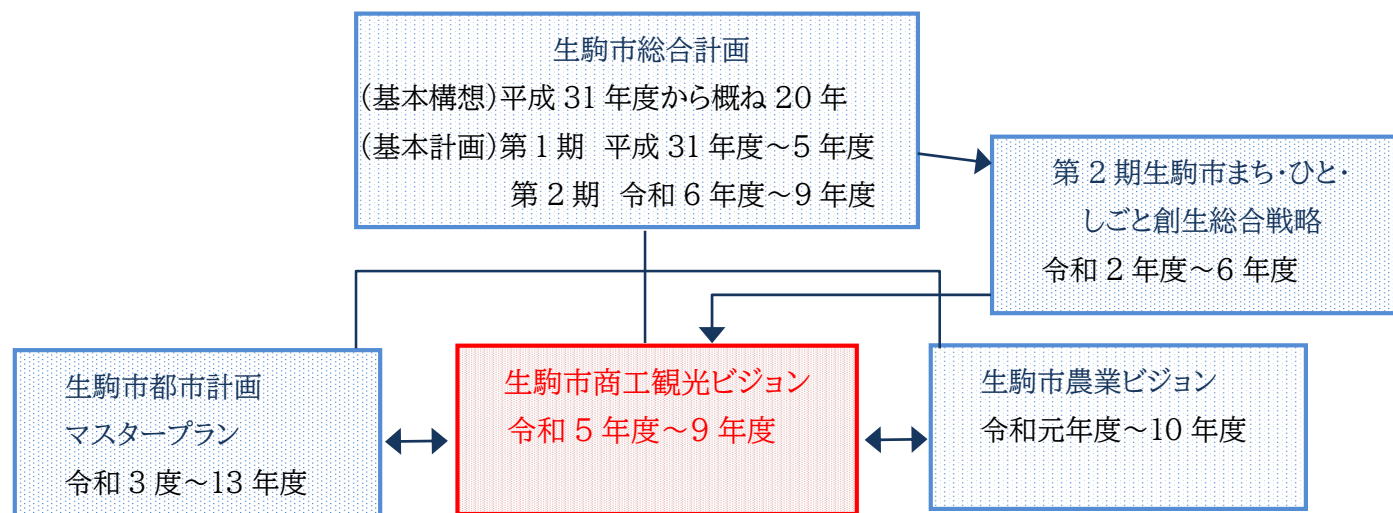 生駒市総合計画
(基本構想)平成 31 年度から概ね 20 年
(基本計画)第 1 期 平成 31 年度～5 年度
第 2 期 令和 6 年度～9 年度
第 2 期生駒市まち・ひと・
しごと創生総合戦略
令和 2 年度～6 年度
生駒市都市計画
マスタープラン
令和 3 度～13 年度
生駒市商工観光ビジョン
令和 5 年度～9 年度
生駒市農業ビジョン
令和元年度～10 年度